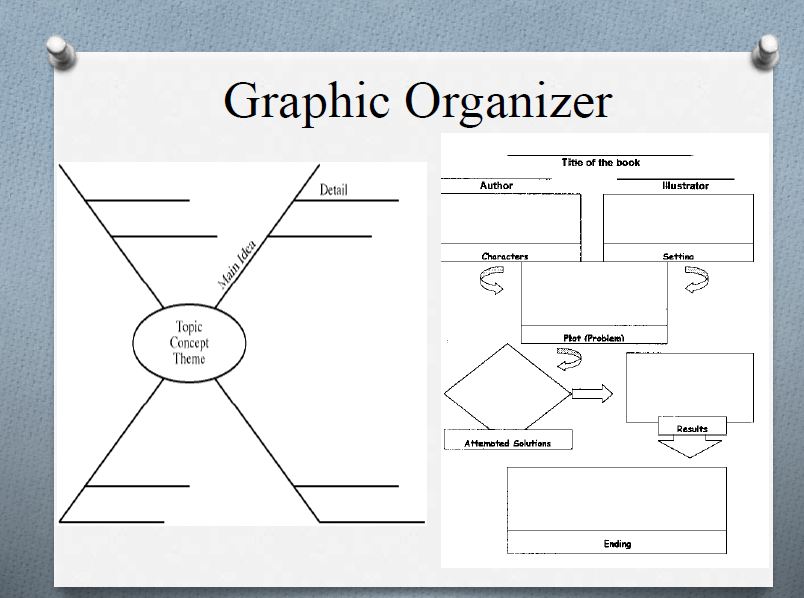 Graphic Organizer
Detail
Main Idea
Topic
Concept
Theme
Title of the book
Author
Illustrator
Characters
Setting
Plot (Problem)
Attempted Solutions
Results
Ending